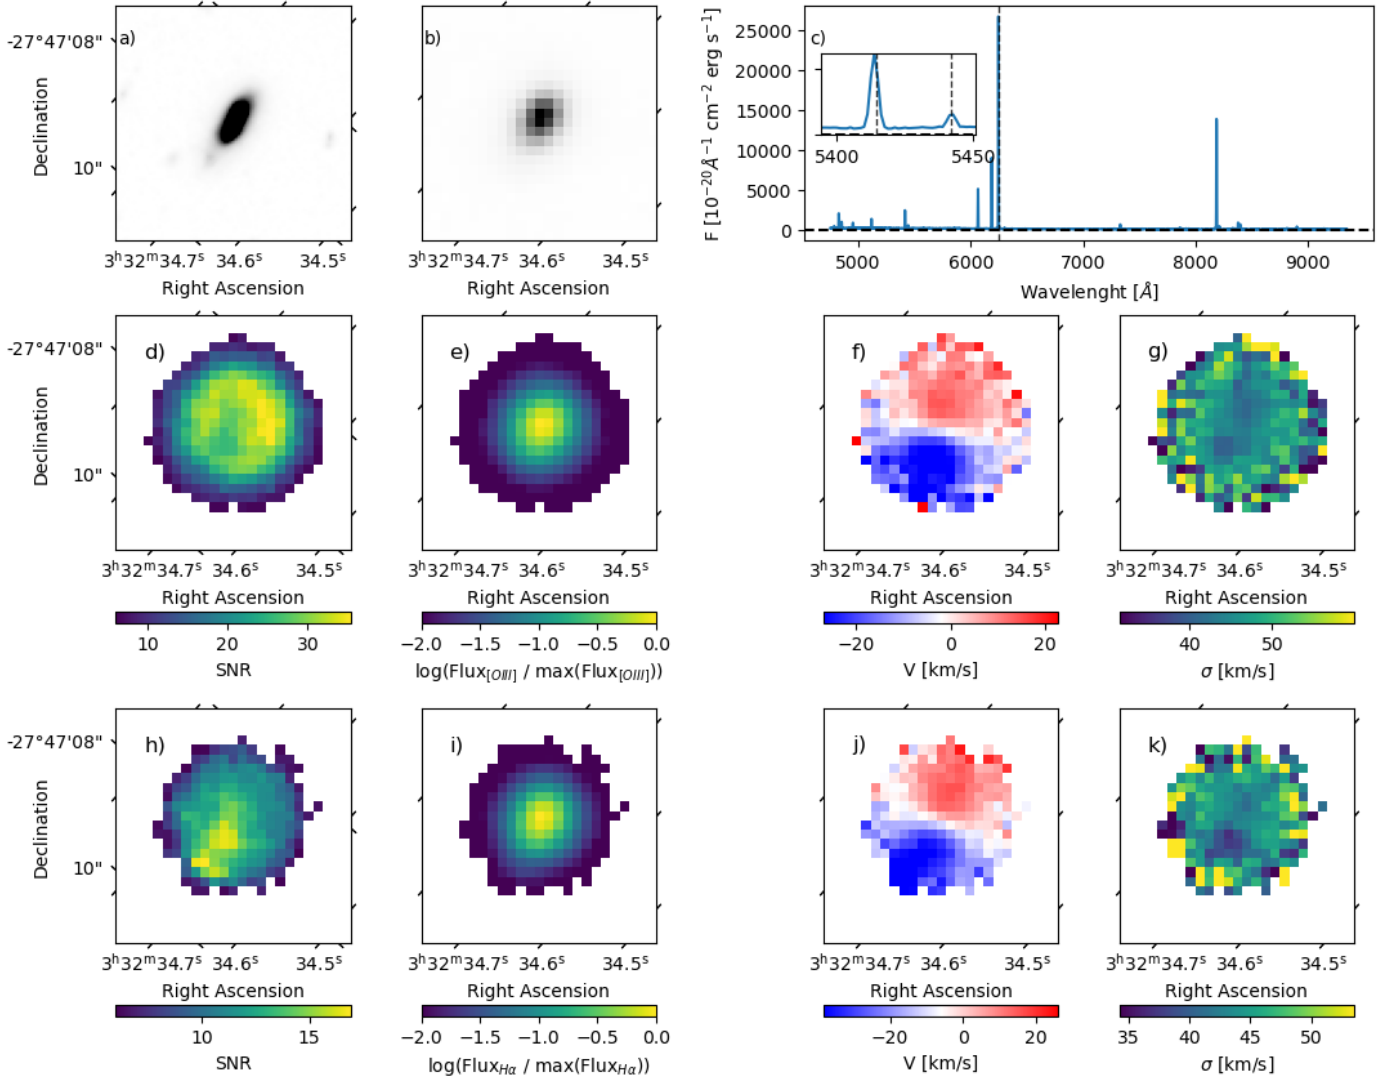 a)
-27°47'08"
10"
Declination
3ʰ32ᵐ34.7ˢ 34.6ˢ 34.5ˢ
Right Ascension
b)
3ʰ32ᵐ34.7ˢ 34.6ˢ 34.5ˢ
Right Ascension
c)
F [10⁻²⁰Å⁻¹ cm⁻² erg s⁻¹]
25000
20000
15000
10000
5000
0
5400 5450
5000 6000 7000 8000 9000
Wavelenght [Å]
d)
-27°47'08"
10"
Declination
3ʰ32ᵐ34.7ˢ 34.6ˢ 34.5ˢ
Right Ascension
10 20 30
SNR
e)
3ʰ32ᵐ34.7ˢ 34.6ˢ 34.5ˢ
Right Ascension
−2.0 −1.5 −1.0 −0.5 0.0
log(Flux[OIII] / max(Flux[OIII]))
f)
3ʰ32ᵐ34.7ˢ 34.6ˢ 34.5ˢ
Right Ascension
−20 0 20
V [km/s]
g)
3ʰ32ᵐ34.7ˢ 34.6ˢ 34.5ˢ
Right Ascension
40 50
σ [km/s]
h)
-27°47'08"
10"
Declination
3ʰ32ᵐ34.7ˢ 34.6ˢ 34.5ˢ
Right Ascension
10 15
SNR
i)
3ʰ32ᵐ34.7ˢ 34.6ˢ 34.5ˢ
Right Ascension
−2.0 −1.5 −1.0 −0.5 0.0
log(FluxHα / max(FluxHα))
j)
3ʰ32ᵐ34.7ˢ 34.6ˢ 34.5ˢ
Right Ascension
−20 0 20
V [km/s]
k)
3ʰ32ᵐ34.7ˢ 34.6ˢ 34.5ˢ
Right Ascension
35 40 45 50
σ [km/s]